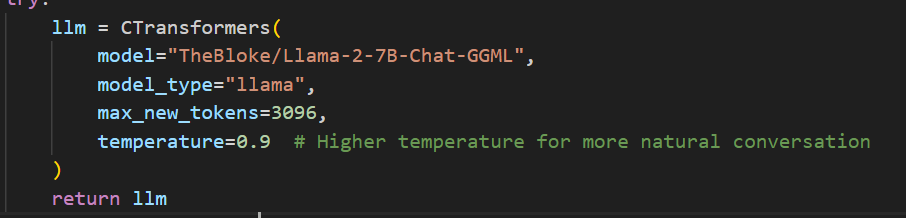 try:
    llm = CTransformers(
        model="TheBloke/Llama-2-7B-Chat-GGML",
        model_type="llama",
        max_new_tokens=3096,
        temperature=0.9  # Higher temperature for more natural conversation
    )
    return llm